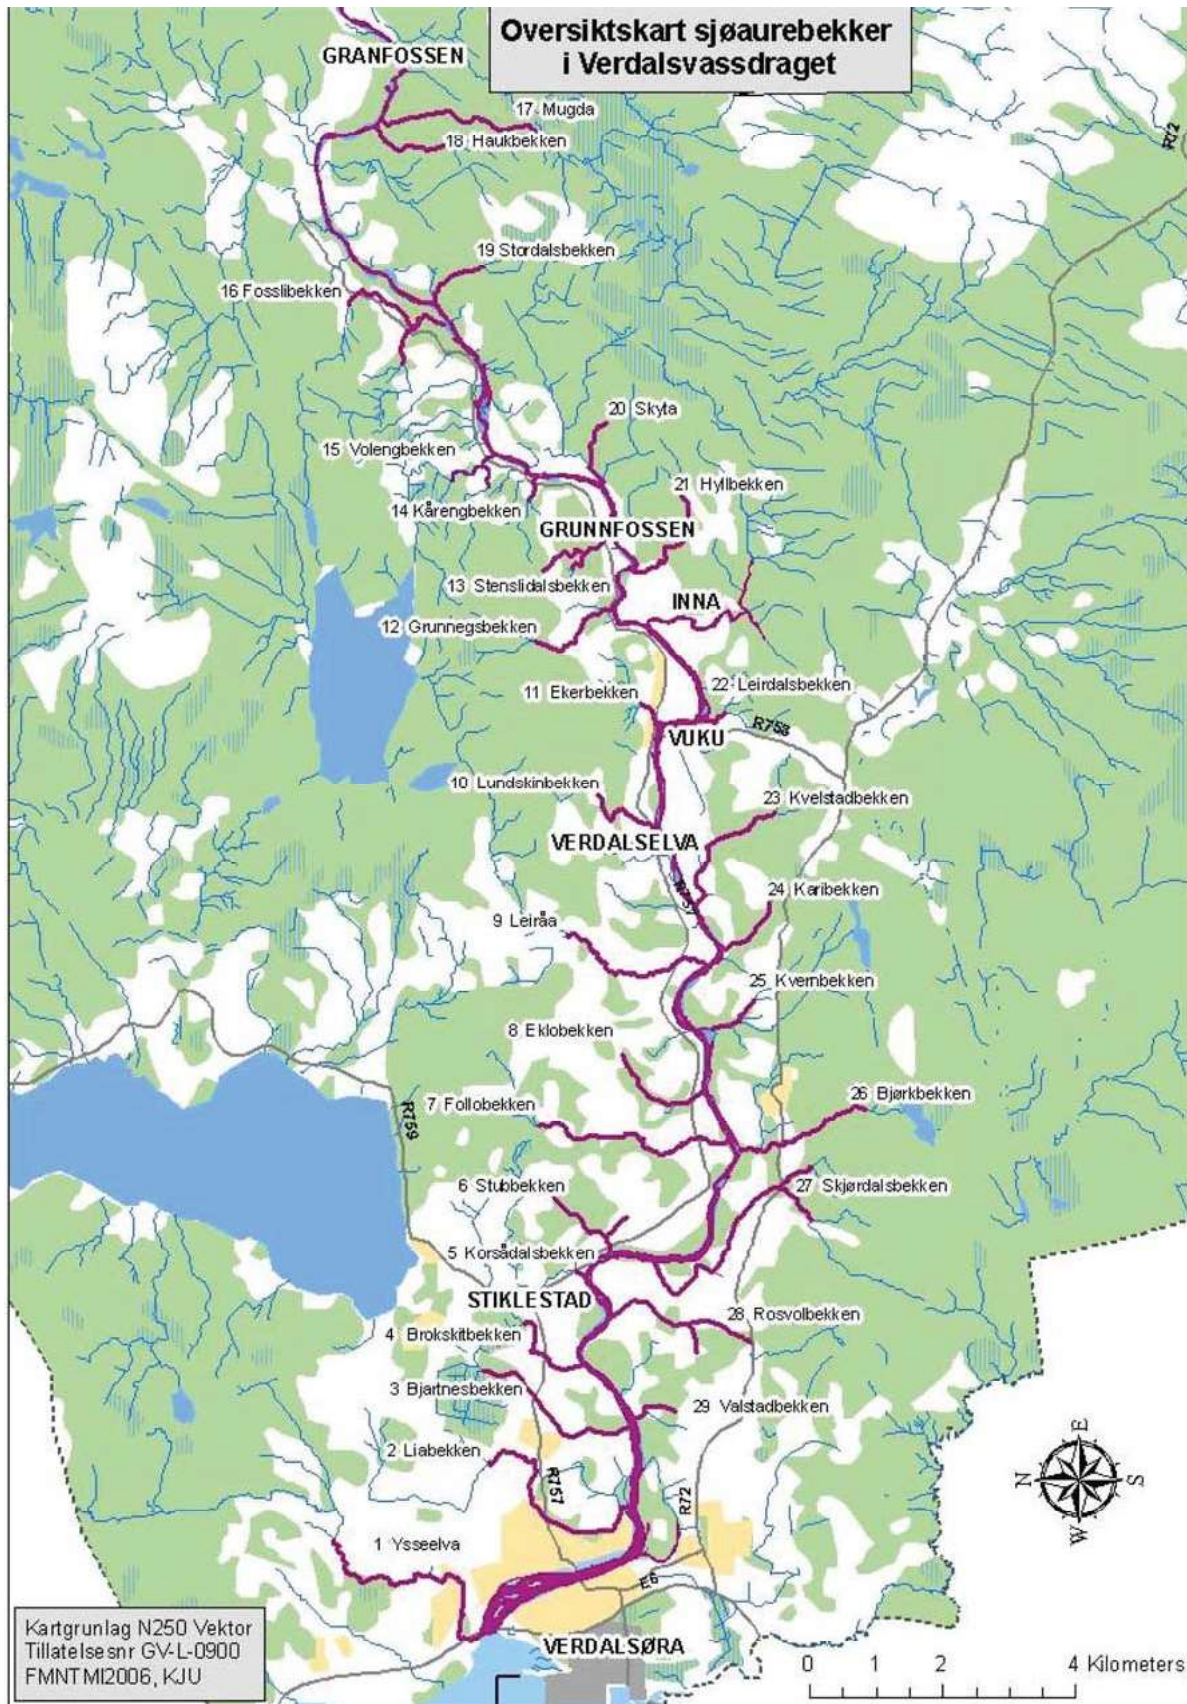 Oversiktskart sjøaurebekker
i Verdalsvassdraget
GRANFOSSEN
17 Mugda
18 Haukbekken
R72
19 Stordalsbekken
16 Fosslibekken
20 Skyta
15 Volengbekken
21 Hyllbekken
14 Kårengbekken
GRUNNFOSSEN
13 Stenslidalsbekken
INNA
12 Grunnegsbekken
22 Leirdalsbekken
11 Ekerbekken
R758
VUKU
10 Lundskinbekken
23 Kvelstadbekken
VERDALSELVA
R757
24 Karibekken
9 Leiråa
25 Kvernbekken
8 Eklobekken
26 Bjørkbekken
7 Follobekken
R759
6 Stubbekken
27 Skjørdalsbekken
5 Korsådalsbekken
STIKLESTAD
28 Rosvolbekken
4 Brokskitbekken
3 Bjartnesbekken
29 Valstadbekken
2 Liabekken
R757
R72
N E S W
1 Ysseelva
E6
VERDALSØRA
Kartgrunlag N250 Vektor
Tillatelsesnr GV-L-0900
FMNT MI2006, KJU
0 1 2 4 Kilometers